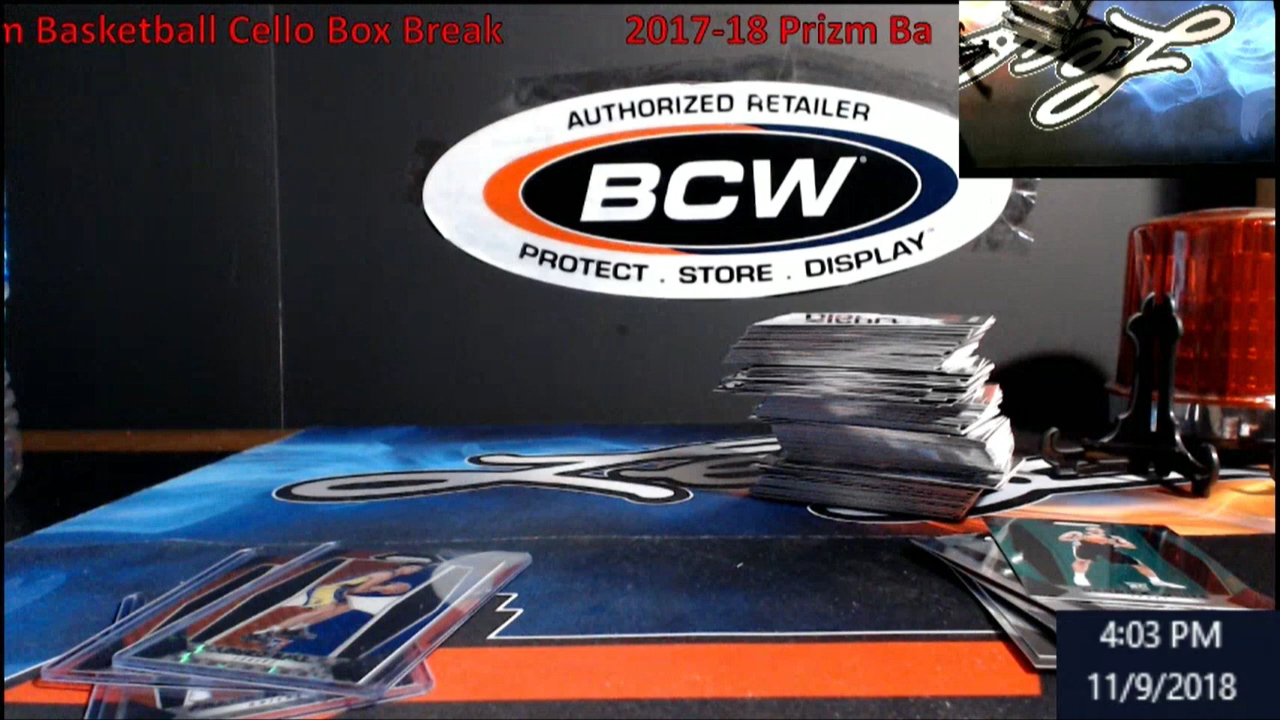 m Basketball Cello Box Break 2017-18 Prizm Ba
AUTHORIZED RETAILER
BCW
PROTECT . STORE . DISPLAY
4:03 PM
11/9/2018